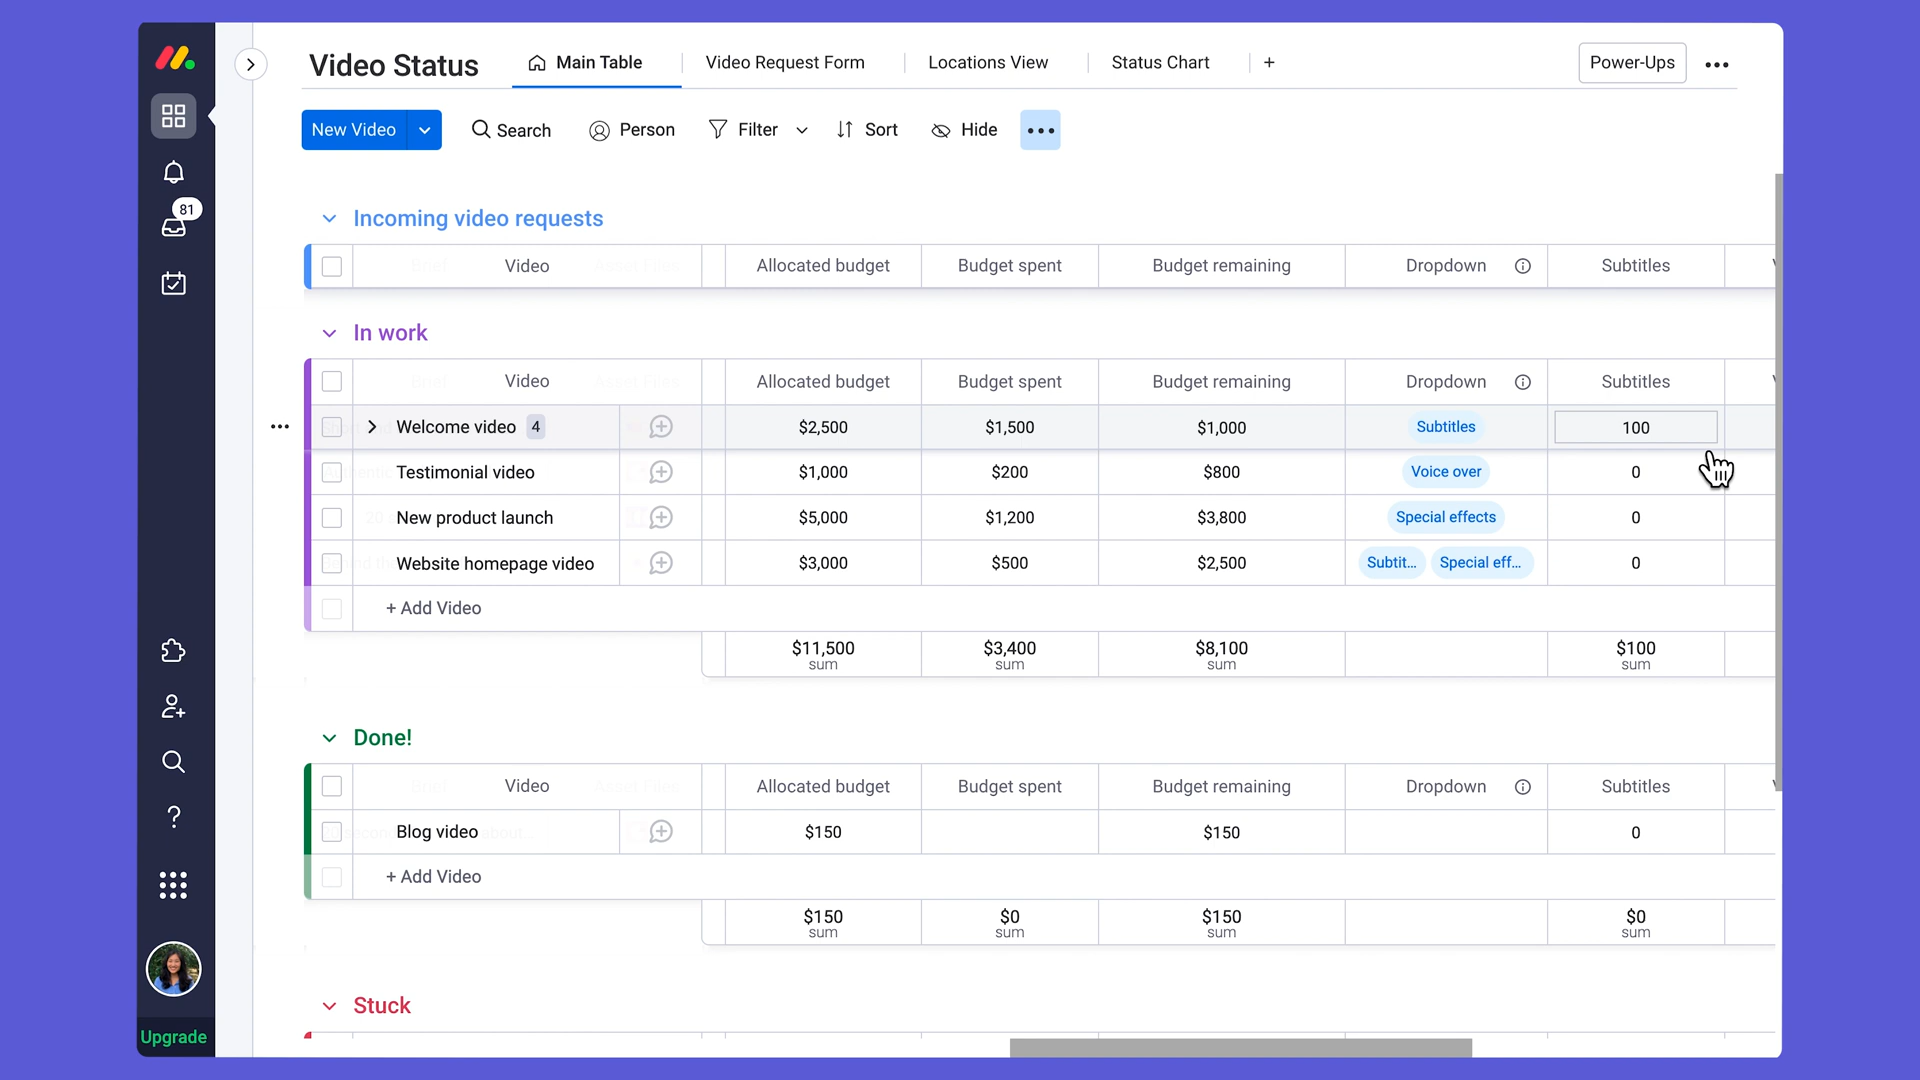 Video Status
Main Table
Video Request Form
Locations View
Status Chart
+
Power-Ups
New Video
Search
Person
Filter
Sort
Hide
81
Incoming video requests
Video
Allocated budget
Budget spent
Budget remaining
Dropdown
Subtitles
In work
Video
Allocated budget
Budget spent
Budget remaining
Dropdown
Subtitles
Welcome video 4
$2,500
$1,500
$1,000
Subtitles
100
Testimonial video
$1,000
$200
$800
Voice over
0
New product launch
$5,000
$1,200
$3,800
Special effects
0
Website homepage video
$3,000
$500
$2,500
Subtit...
Special eff...
0
+ Add Video
$11,500
sum
$3,400
sum
$8,100
sum
$100
sum
Done!
Video
Allocated budget
Budget spent
Budget remaining
Dropdown
Subtitles
Blog video
$150
$150
0
+ Add Video
$150
sum
$0
sum
$150
sum
$0
sum
Stuck
Upgrade